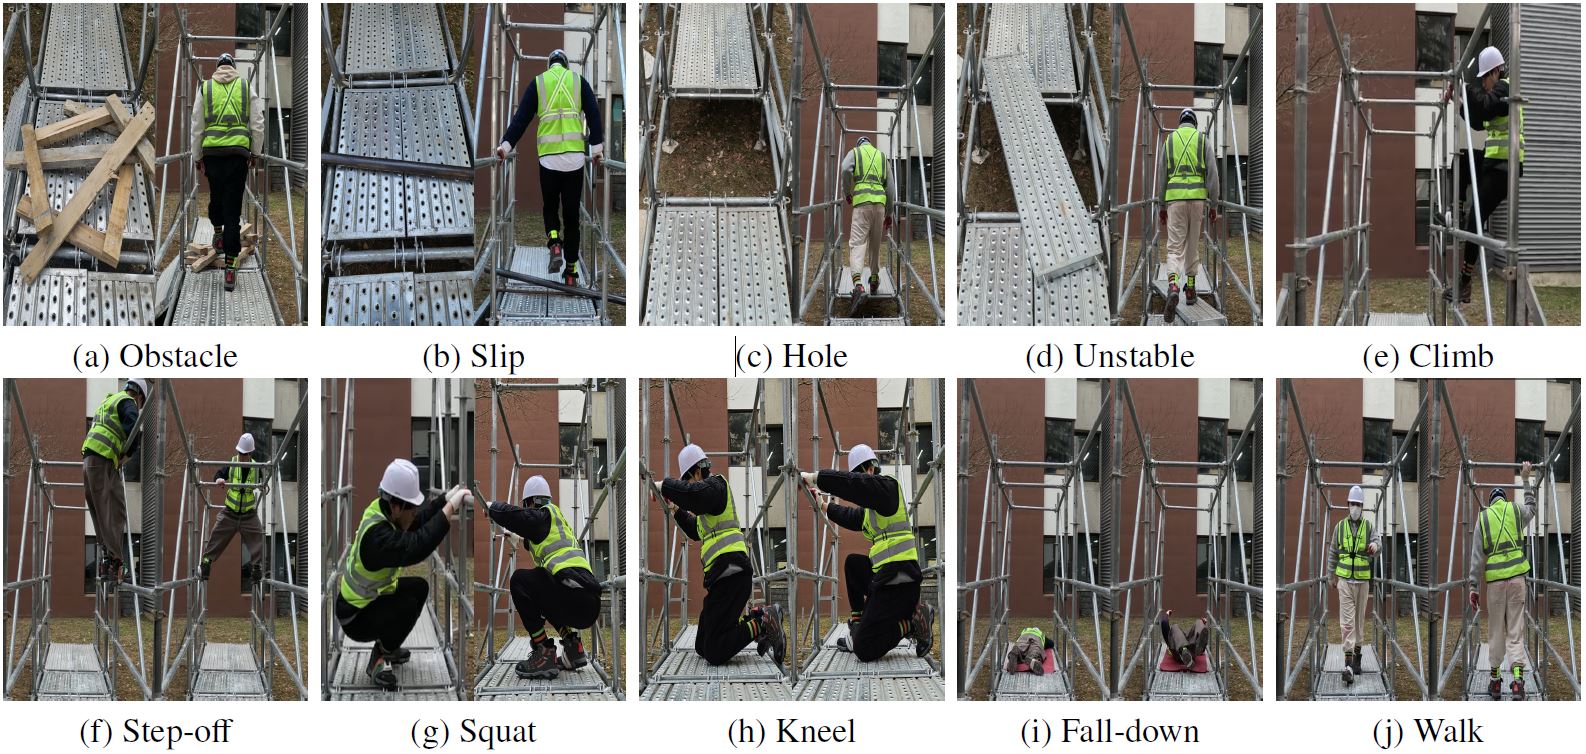 (a) Obstacle
(b) Slip
(c) Hole
(d) Unstable
(e) Climb
(f) Step-off
(g) Squat
(h) Kneel
(i) Fall-down
(j) Walk